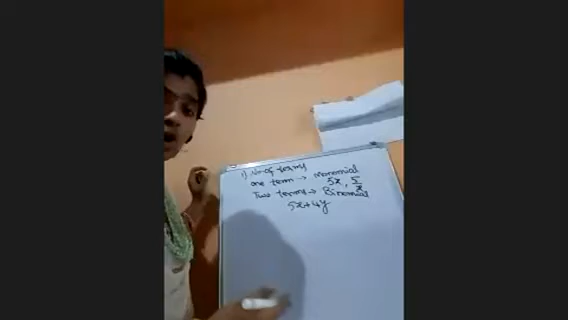 1) No of terms
one term → Monomial
5x, 5/x
Two terms → Binomial
5x+4y